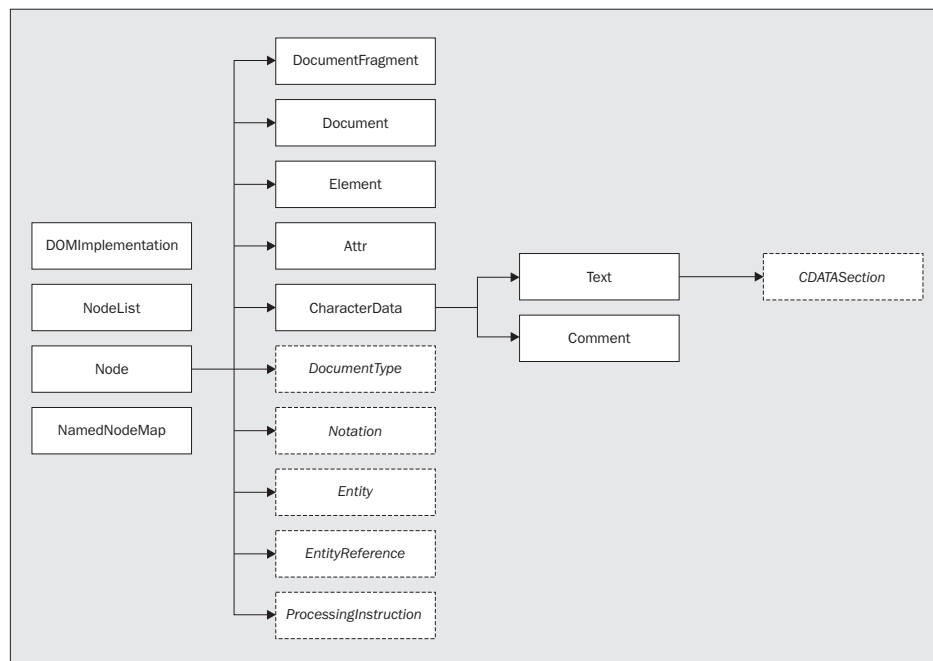 DOMImplementation
NodeList
Node
NamedNodeMap
DocumentFragment
Document
Element
Attr
CharacterData
DocumentType
Notation
Entity
EntityReference
ProcessingInstruction
Text
Comment
CDATASection